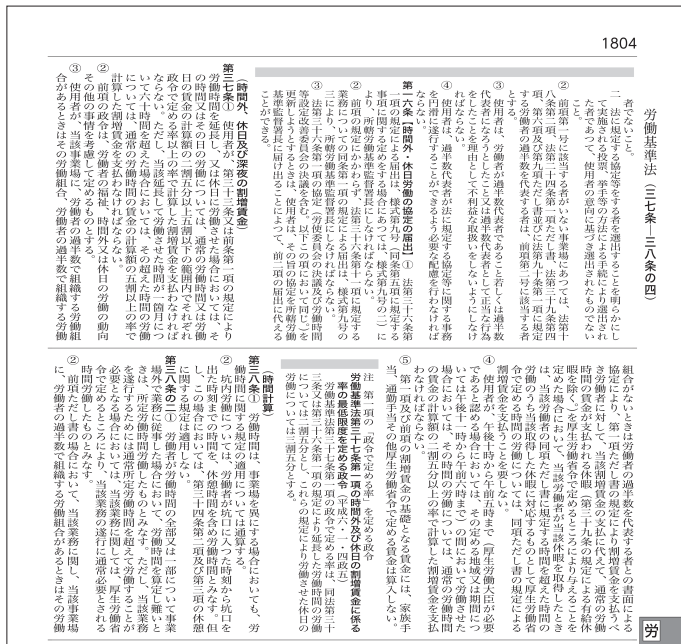 1804
労働基準法（三七条―三八条の四）
者でないこと。
二　法に規定する協定等をする者を選出することを明らかにし
て実施される投票、挙手等の方法による手続により選出され
た者であつて、使用者の意向に基づき選出されたものでない
こと。
②　前項第一号に該当する者がいない事業場にあつては、法第十
八条第二項、法第二十四条第一項ただし書、法第三十九条第四
項、第六項及び第九項ただし書並びに法第九十条第一項に規定
する労働者の過半数を代表する者は、前項第二号に該当する者
とする。
③　使用者は、労働者が過半数代表者であること若しくは過半数
代表者になろうとしたこと又は過半数代表者として正当な行為
をしたことを理由として不利益な取扱いをしないようにしなけ
ればならない。
④　使用者は、過半数代表者が法に規定する協定等に関する事務
を円滑に遂行することができるよう必要な配慮を行わなければ
ならない。
第一六条【時間外・休日労働の協定の届出】①　法第三十六条第
一項の規定による届出は、様式第九号（同条第五項に規定する
事項に関する定めをする場合にあつては、様式第九号の二）に
より、所轄労働基準監督署長にしなければならない。
②　前項の規定にかかわらず、法第三十六条第十一項に規定する
業務についての同条第一項の規定による届出は、様式第九号の
三により、所轄労働基準監督署長にしなければならない。
③　法第三十六条第一項の協定（労使委員会の決議及び労働時間
等設定改善委員会の決議を含む。以下この項において同じ。）を
更新しようとするときは、使用者は、その旨の協定を所轄労働
基準監督署長に届け出ることによつて、前二項の届出に代える
ことができる。
（時間外、休日及び深夜の割増賃金）
第三七条①　使用者が、第三十三条又は前条第一項の規定により
労働時間を延長し、又は休日に労働させた場合においては、そ
の時間又はその日の労働については、通常の労働時間又は労働
日の賃金の計算額の二割五分以上五割以下の範囲内でそれぞれ
政令で定める率以上の率で計算した割増賃金を支払わなければ
ならない。ただし、当該延長して労働させた時間が一箇月につ
いて六十時間を超えた場合においては、その超えた時間の労働
については、通常の労働時間の賃金の計算額の五割以上の率で
計算した割増賃金を支払わなければならない。
②　前項の政令は、労働者の福祉、時間外又は休日の労働の動向
その他の事情を考慮して定めるものとする。
③　使用者が、当該事業場に、労働者の過半数で組織する労働組
合があるときはその労働組合、労働者の過半数で組織する労働
組合がないときは労働者の過半数を代表する者との書面による
協定により、第一項ただし書の規定により割増賃金を支払うべ
き労働者に対して、当該割増賃金の支払に代えて、通常の労働
時間の賃金が支払われる休暇（第三十九条の規定による有給休
暇を除く。）を厚生労働省令で定めるところにより与えることを
定めた場合において、当該労働者が当該休暇を取得したとき
は、当該労働者の同項ただし書に規定する時間を超えた時間の
労働のうち当該取得した休暇に対応するものとして厚生労働省
令で定める時間の労働については、同項ただし書の規定による
割増賃金を支払うことを要しない。
④　使用者が、午後十時から午前五時まで（厚生労働大臣が必要
であると認める場合においては、その定める地域又は期間につ
いては午後十一時から午前六時まで）の間において労働させた
場合においては、その時間の労働については、通常の労働時間
の賃金の計算額の二割五分以上の率で計算した割増賃金を支払
わなければならない。
⑤　第一項及び前項の割増賃金の基礎となる賃金には、家族手
当、通勤手当その他厚生労働省令で定める賃金は算入しない。
注　第一項の「政令で定める率」を定める政令
労働基準法第三十七条第一項の時間外及び休日の割増賃金に係る
率の最低限度を定める政令（平成六・一・四政五）
労働基準法第三十七条第一項の政令で定める率は、同法第三十
三条又は第三十六条第一項の規定により延長した労働時間の労働
については二割五分とし、これらの規定により労働させた休日の
労働については三割五分とする。
（時間計算）
第三八条①　労働時間は、事業場を異にする場合においても、労
働時間に関する規定の適用については通算する。
②　坑内労働については、労働者が坑口に入つた時刻から坑口を
出た時刻までの時間を、休憩時間を含め労働時間とみなす。但
し、この場合においては、第三十四条第二項及び第三項の休憩
に関する規定は適用しない。
第三八条の二①　労働者が労働時間の全部又は一部について事業
場外で業務に従事した場合において、労働時間を算定し難いと
きは、所定労働時間労働したものとみなす。ただし、当該業務
を遂行するためには通常所定労働時間を超えて労働することが
必要となる場合においては、当該業務に関しては、厚生労働省
令で定めるところにより、当該業務の遂行に通常必要とされる
時間労働したものとみなす。
②　前項ただし書の場合において、当該業務に関し、当該事業場
に、労働者の過半数で組織する労働組合があるときはその労働
労